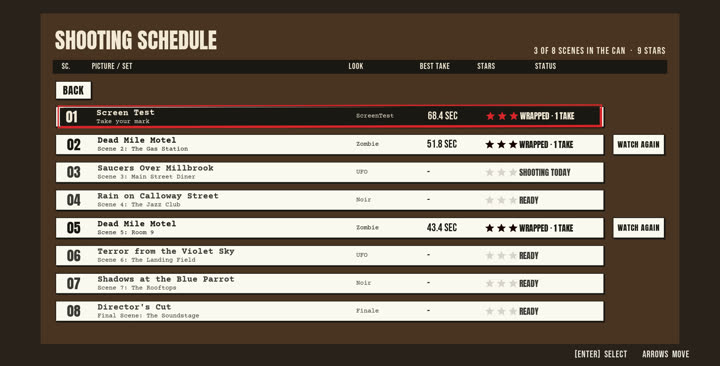 SHOOTING SCHEDULE
3 OF 8 SCENES IN THE CAN · 9 STARS
SC. PICTURE / SET LOOK BEST TAKE STARS STATUS
BACK
01 Screen Test ScreenTest 68.4 SEC WRAPPED · 1 TAKE
Take your mark
02 Dead Mile Motel Zombie 51.8 SEC WRAPPED · 1 TAKE WATCH AGAIN
Scene 2: The Gas Station
03 Saucers Over Millbrook UFO - SHOOTING TODAY
Scene 3: Main Street Diner
04 Rain on Calloway Street Noir - READY
Scene 4: The Jazz Club
05 Dead Mile Motel Zombie 43.4 SEC WRAPPED · 1 TAKE WATCH AGAIN
Scene 5: Room 9
06 Terror from the Violet Sky UFO - READY
Scene 6: The Landing Field
07 Shadows at the Blue Parrot Noir - READY
Scene 7: The Rooftops
08 Director's Cut Finale - READY
Final Scene: The Soundstage
[ENTER] SELECT ARROWS MOVE